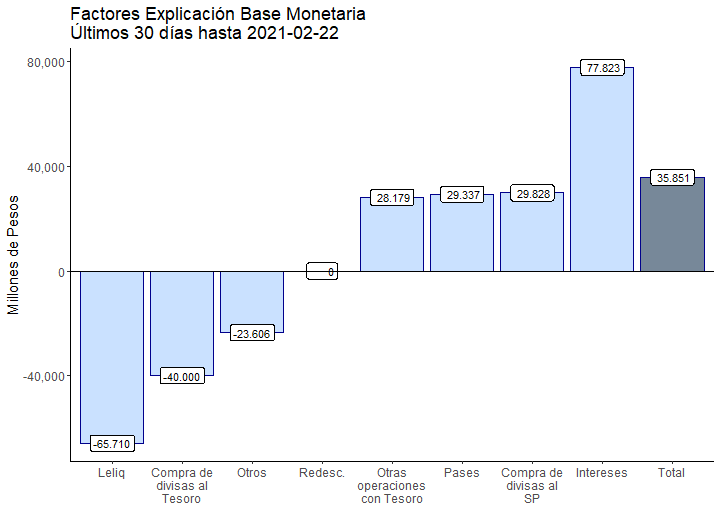 Factores Explicación Base Monetaria
Últimos 30 días hasta 2021-02-22
Millones de Pesos
80,000
40,000
0
-40,000
-65.710
-40.000
-23.606
0
28.179
29.337
29.828
77.823
35.851
Leliq
Compra de
divisas al
Tesoro
Otros
Redesc.
Otras
operaciones
con Tesoro
Pases
Compra de
divisas al
SP
Intereses
Total